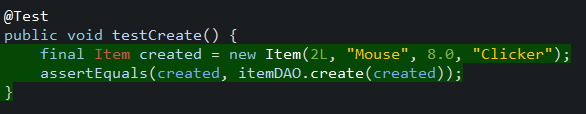 @Test
public void testCreate() {
    final Item created = new Item(2L, "Mouse", 8.0, "Clicker");
    assertEquals(created, itemDAO.create(created));
}